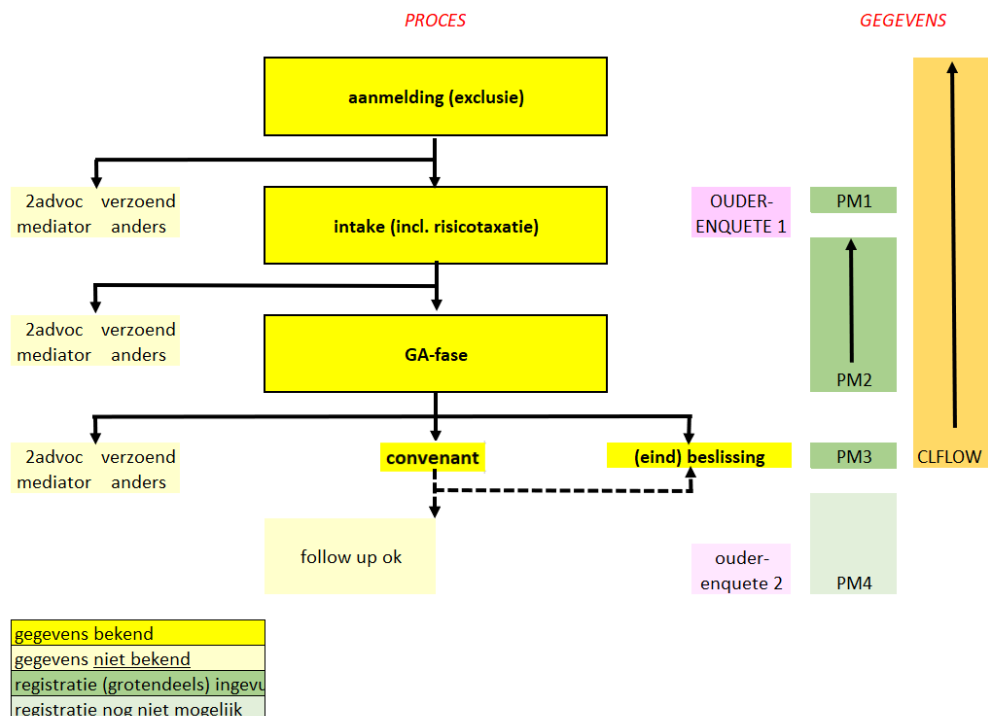 PROCES
GEGEVENS
aanmelding (exclusie)
2advoc verzoend
mediator anders
intake (incl. risicotaxatie)
OUDER-
ENQUETE 1
PM1
2advoc verzoend
mediator anders
GA-fase
PM2
2advoc verzoend
mediator anders
convenant
(eind) beslissing
PM3
CLFLOW
follow up ok
ouder-
enquete 2
PM4
gegevens bekend
gegevens niet bekend
registratie (grotendeels) ingevu
registratie nog niet mogelijk